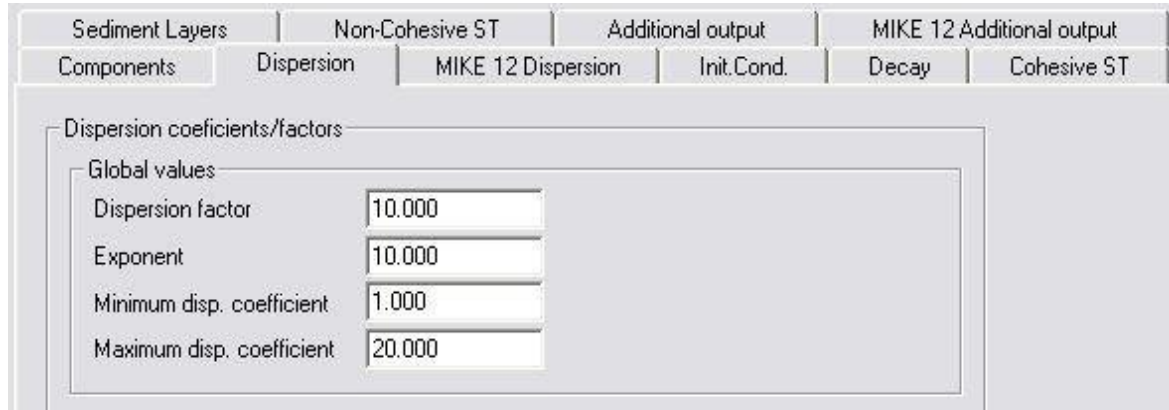 Sediment Layers Non-Cohesive ST Additional output MIKE 12 Additional output
Components Dispersion MIKE 12 Dispersion Init.Cond. Decay Cohesive ST
Dispersion coeficients/factors
Global values
Dispersion factor 10.000
Exponent 10.000
Minimum disp. coefficient 1.000
Maximum disp. coefficient 20.000